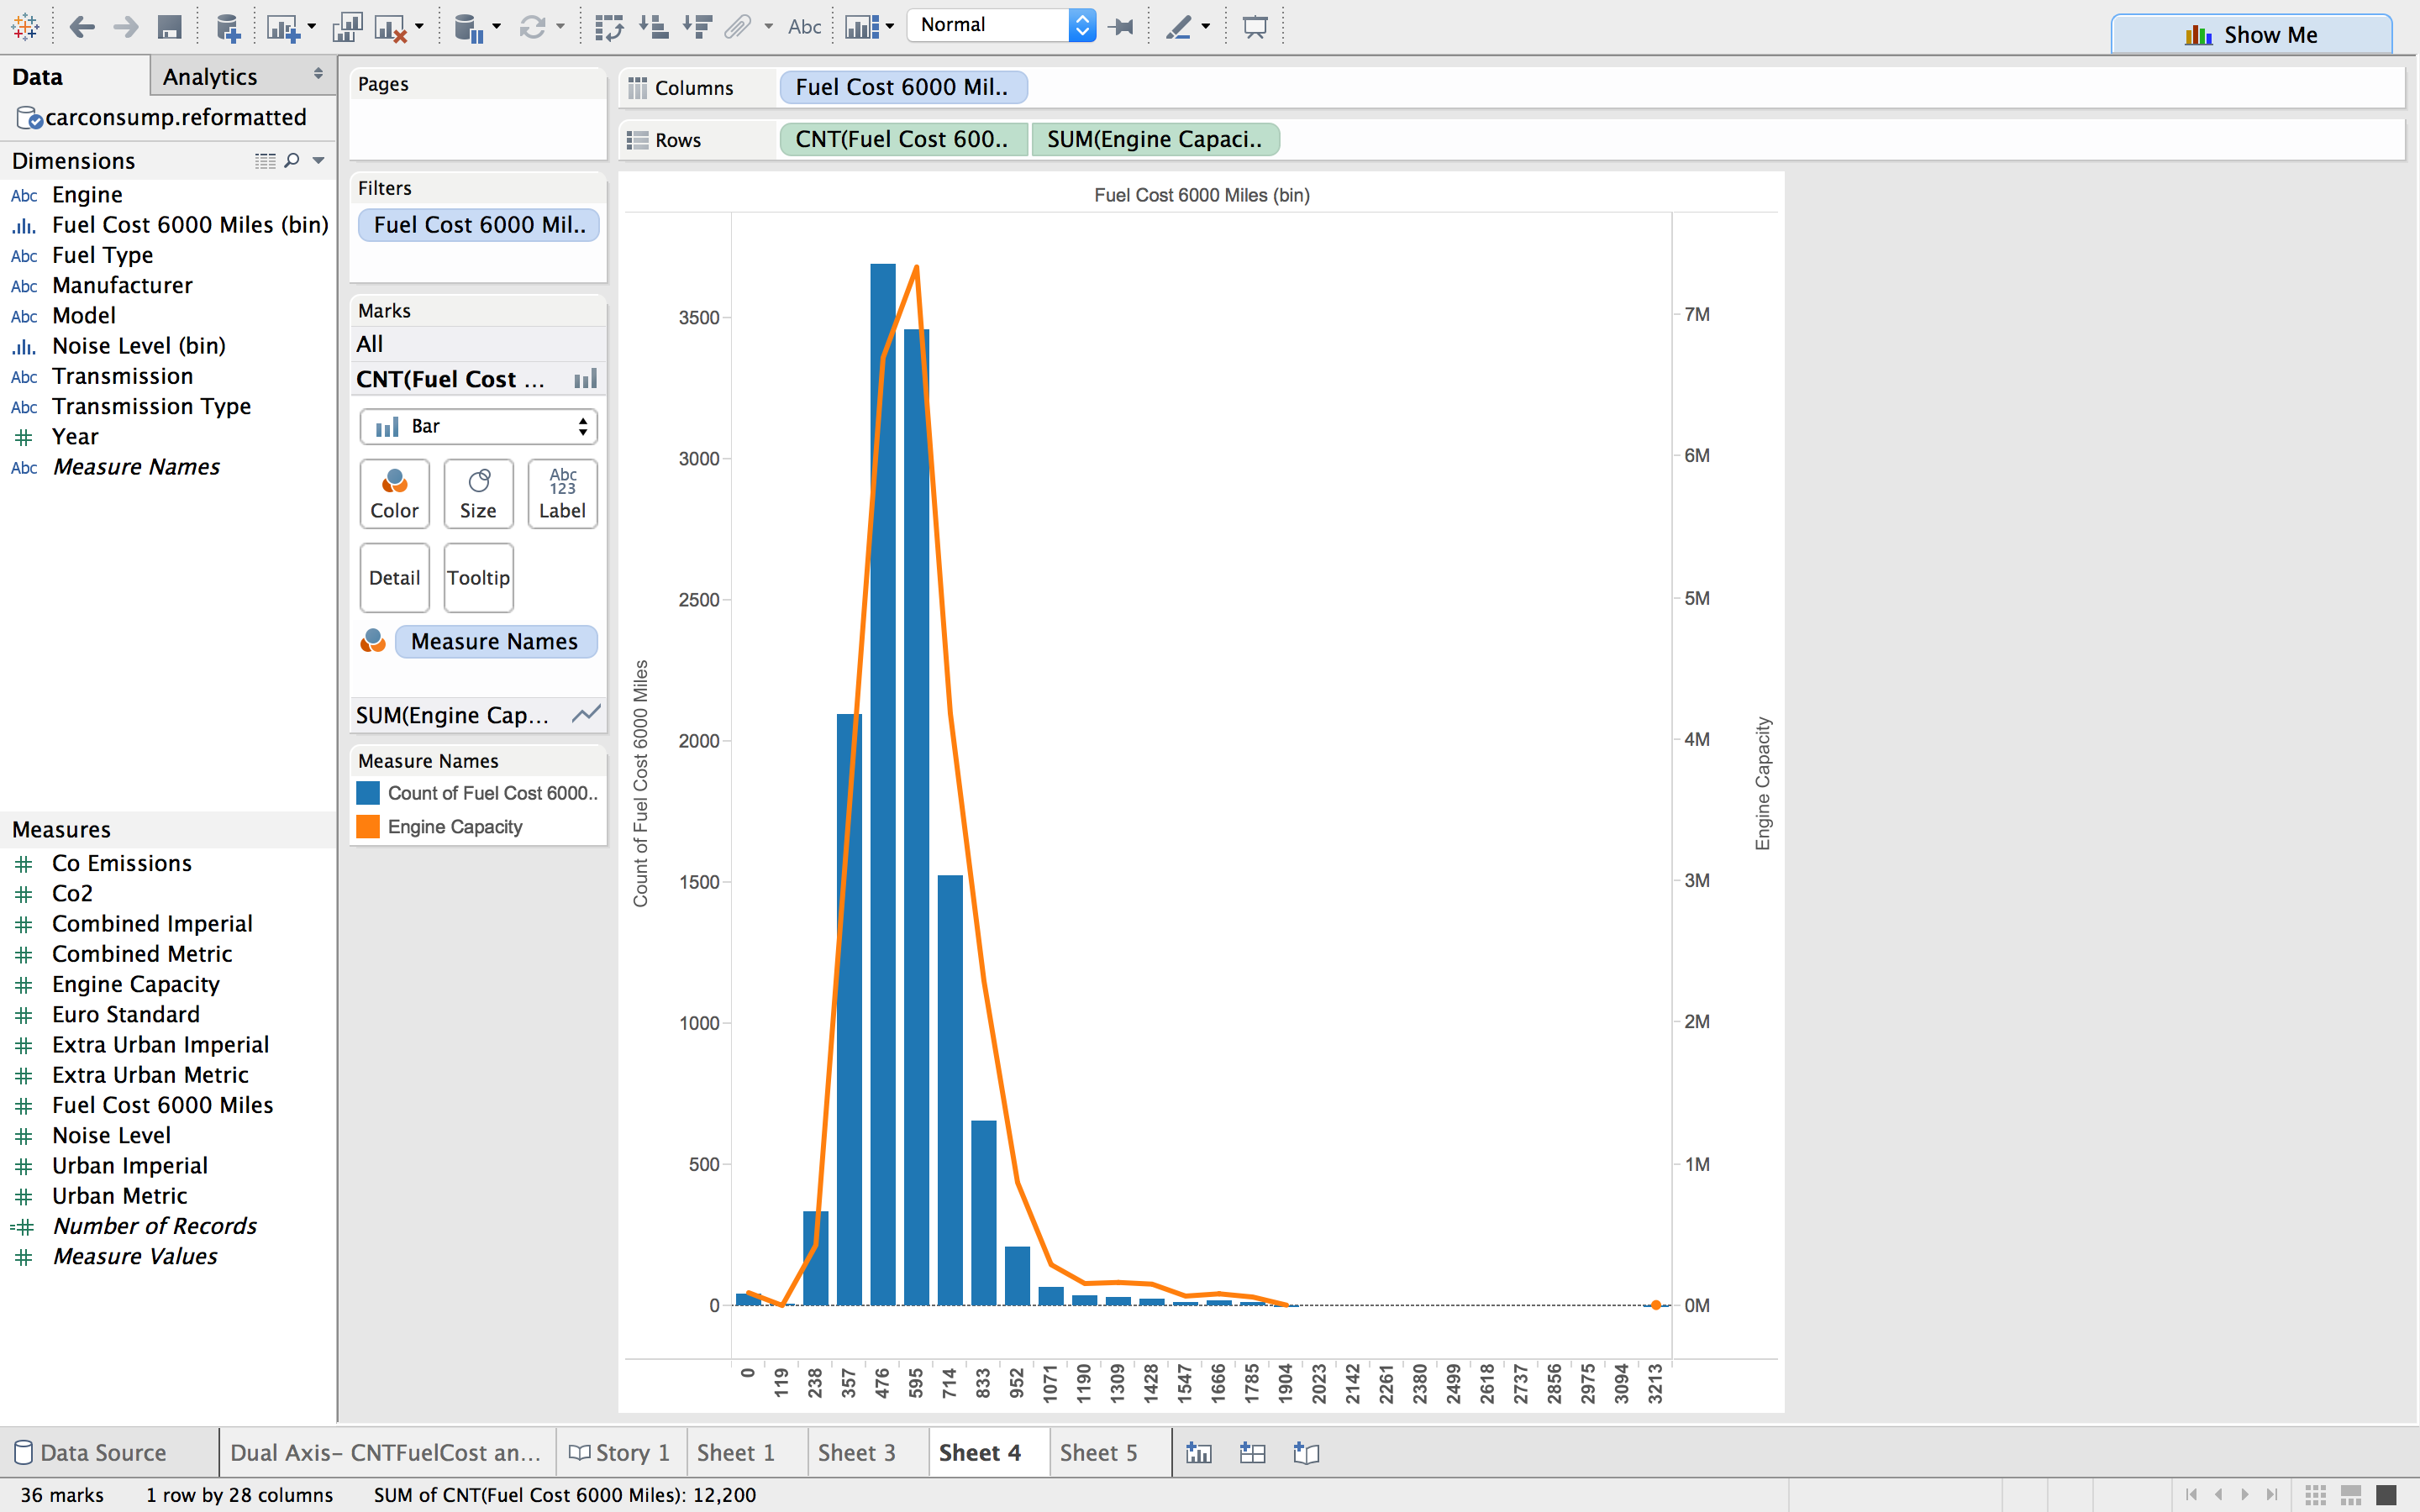 Normal
Abc
Show Me
Data
Analytics
carconsump.reformatted
Dimensions
Abc Engine
Fuel Cost 6000 Miles (bin)
Abc Fuel Type
Abc Manufacturer
Abc Model
Noise Level (bin)
Abc Transmission
Abc Transmission Type
# Year
Abc Measure Names
Measures
# Co Emissions
# Co2
# Combined Imperial
# Combined Metric
# Engine Capacity
# Euro Standard
# Extra Urban Imperial
# Extra Urban Metric
# Fuel Cost 6000 Miles
# Noise Level
# Urban Imperial
# Urban Metric
=# Number of Records
# Measure Values
Pages
Filters
Fuel Cost 6000 Mil..
Marks
All
CNT(Fuel Cost ...
Bar
Color
Size
Abc
123
Label
Detail
Tooltip
Measure Names
SUM(Engine Cap...
Measure Names
Count of Fuel Cost 6000..
Engine Capacity
Columns
Fuel Cost 6000 Mil..
Rows
CNT(Fuel Cost 600..
SUM(Engine Capaci..
Fuel Cost 6000 Miles (bin)
Count of Fuel Cost 6000 Miles
3500
3000
2500
2000
1500
1000
500
0
7M
6M
5M
4M
3M
2M
1M
0M
Engine Capacity
0
119
238
357
476
595
714
833
952
1071
1190
1309
1428
1547
1666
1785
1904
2023
2142
2261
2380
2499
2618
2737
2856
2975
3094
3213
Data Source
Dual Axis- CNTFuelCost an...
Story 1
Sheet 1
Sheet 3
Sheet 4
Sheet 5
36 marks
1 row by 28 columns
SUM of CNT(Fuel Cost 6000 Miles): 12,200